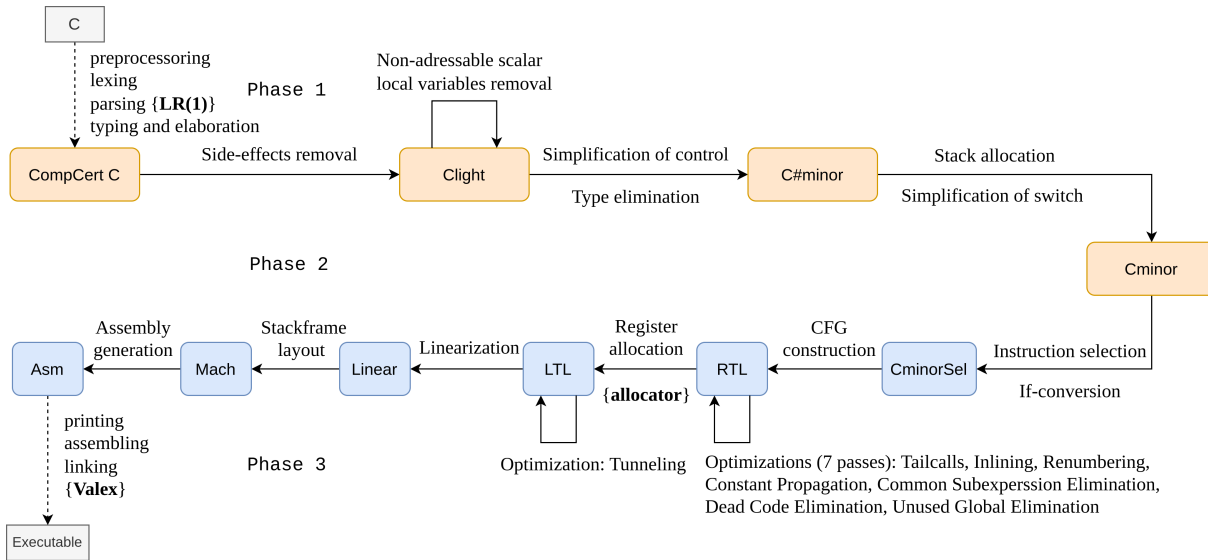 C
preprocessoring
lexing
parsing {LR(1)}
typing and elaboration
Phase 1
Non-adressable scalar
local variables removal
CompCert C
Side-effects removal
Clight
Simplification of control
Type elimination
C#minor
Stack allocation
Simplification of switch
Cminor
Phase 2
Instruction selection
If-conversion
CminorSel
CFG
construction
RTL
Register
allocation
{allocator}
LTL
Linearization
Linear
Stackframe
layout
Mach
Assembly
generation
Asm
Optimizations (7 passes): Tailcalls, Inlining, Renumbering,
Constant Propagation, Common Subexperssion Elimination,
Dead Code Elimination, Unused Global Elimination
Optimization: Tunneling
Phase 3
printing
assembling
linking
{Valex}
Executable